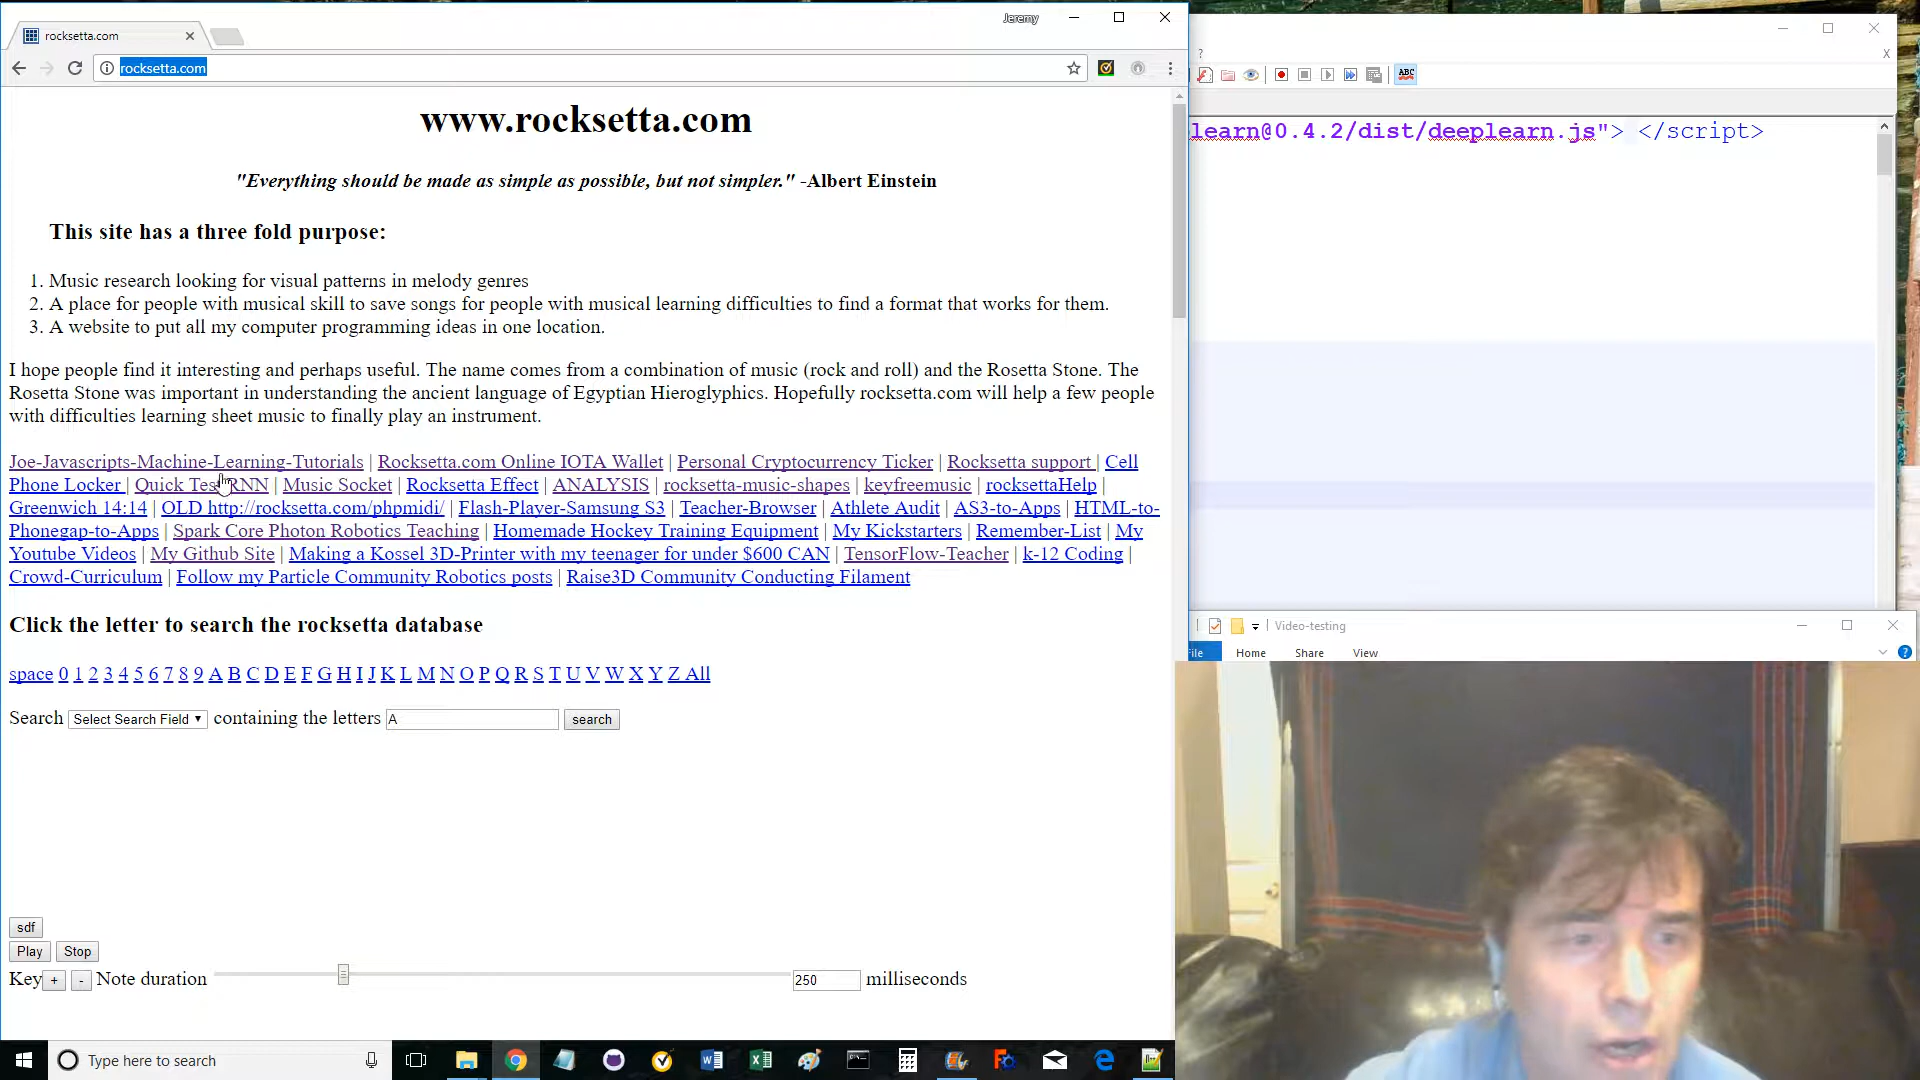 Jeremy
rocksetta.com
rocksetta.com
www.rocksetta.com
"Everything should be made as simple as possible, but not simpler." -Albert Einstein
This site has a three fold purpose:
1. Music research looking for visual patterns in melody genres
2. A place for people with musical skill to save songs for people with musical learning difficulties to find a format that works for them.
3. A website to put all my computer programming ideas in one location.
I hope people find it interesting and perhaps useful. The name comes from a combination of music (rock and roll) and the Rosetta Stone. The
Rosetta Stone was important in understanding the ancient language of Egyptian Hieroglyphics. Hopefully rocksetta.com will help a few people
with difficulties learning sheet music to finally play an instrument.
Joe-Javascripts-Machine-Learning-Tutorials | Rocksetta.com Online IOTA Wallet | Personal Cryptocurrency Ticker | Rocksetta support | Cell
Phone Locker | Quick Test RNN | Music Socket | Rocksetta Effect | ANALYSIS | rocksetta-music-shapes | keyfreemusic | rocksettaHelp |
Greenwich 14:14 | OLD http://rocksetta.com/phpmidi/ | Flash-Player-Samsung S3 | Teacher-Browser | Athlete Audit | AS3-to-Apps | HTML-to-
Phonegap-to-Apps | Spark Core Photon Robotics Teaching | Homemade Hockey Training Equipment | My Kickstarters | Remember-List | My
Youtube Videos | My Github Site | Making a Kossel 3D-Printer with my teenager for under $600 CAN | TensorFlow-Teacher | k-12 Coding |
Crowd-Curriculum | Follow my Particle Community Robotics posts | Raise3D Community Conducting Filament
Click the letter to search the rocksetta database
space 0 1 2 3 4 5 6 7 8 9 A B C D E F G H I J K L M N O P Q R S T U V W X Y Z All
Search Select Search Field containing the letters A search
sdf
Play Stop
Key + - Note duration 250 milliseconds
? X
ABC
learn@0.4.2/dist/deeplearn.js"> </script>
Video-testing
ile Home Share View
Type here to search